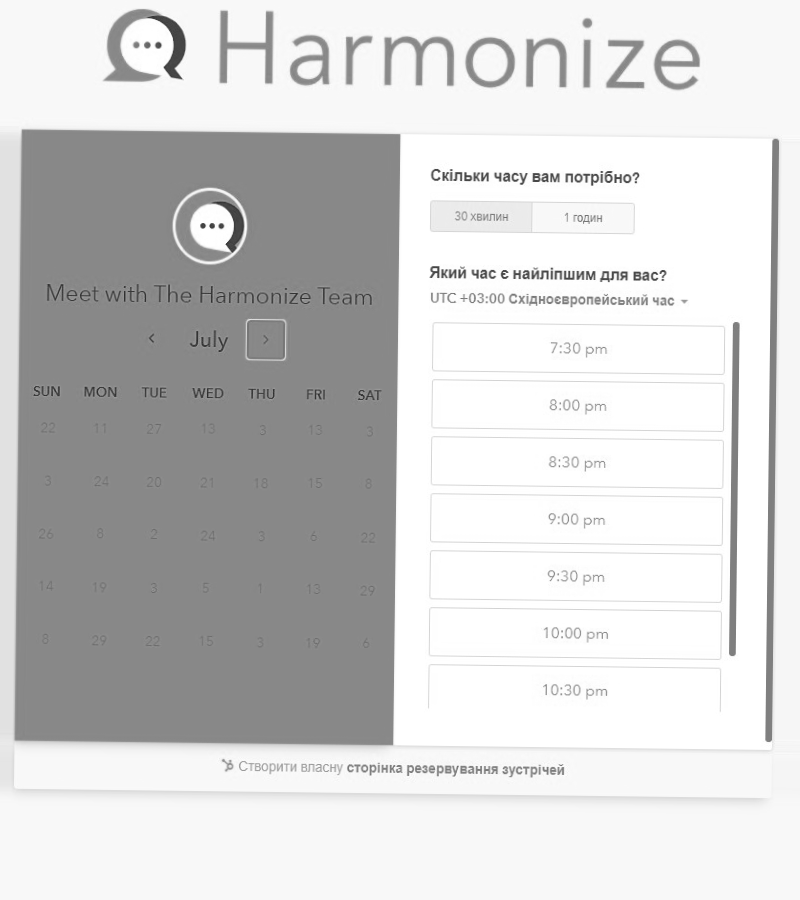 Harmonize
Meet with The Harmonize Team
July
SUN MON TUE WED THU FRI SAT
22 11 27 13 3 13 3
3 24 20 21 18 15 8
26 8 2 24 3 6 22
14 19 3 5 1 13 29
8 29 22 15 3 19 6
Скільки часу вам потрібно?
30 хвилин 1 годин
Який час є найліпшим для вас?
UTC +03:00 Східноєвропейський час
7:30 pm
8:00 pm
8:30 pm
9:00 pm
9:30 pm
10:00 pm
10:30 pm
Створити власну сторінка резервування зустрічей